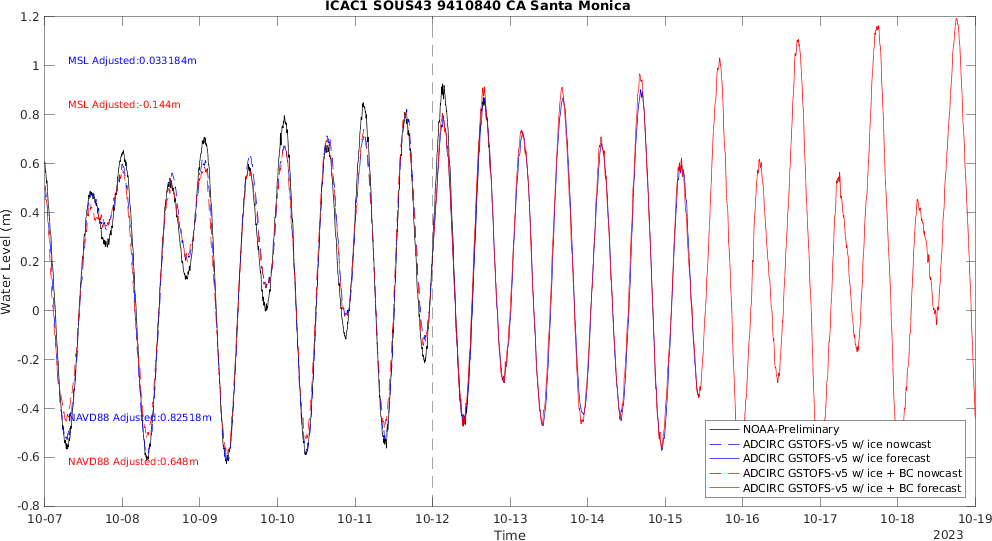 ICAC1 SOUS43 9410840 CA Santa Monica
1.2
1
0.8
0.6
0.4
0.2
0
-0.2
-0.4
-0.6
-0.8
Water Level (m)
MSL Adjusted:0.033184m
MSL Adjusted:-0.144m
NAVD88 Adjusted:0.82518m
NAVD88 Adjusted:0.648m
NOAA-Preliminary
ADCIRC GSTOFS-v5 w/ ice nowcast
ADCIRC GSTOFS-v5 w/ ice forecast
ADCIRC GSTOFS-v5 w/ ice + BC nowcast
ADCIRC GSTOFS-v5 w/ ice + BC forecast
10-07 10-08 10-09 10-10 10-11 10-12 10-13 10-14 10-15 10-16 10-17 10-18 10-19
Time
2023